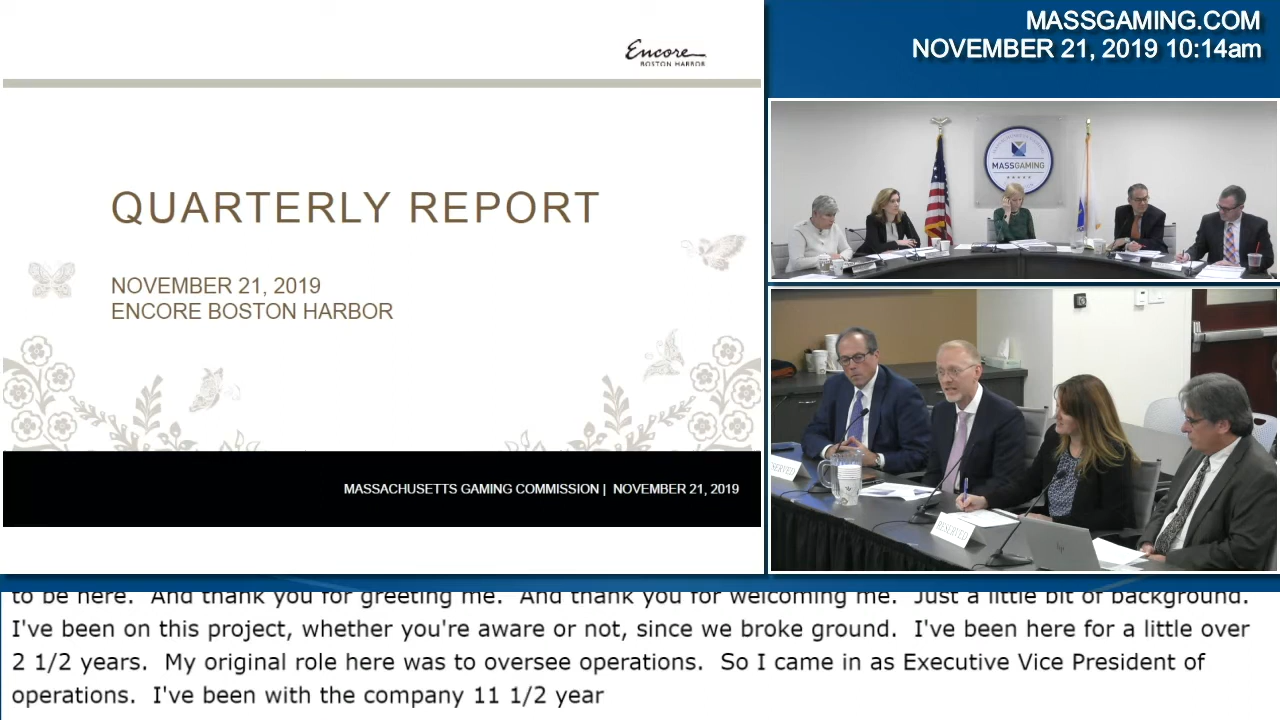 Encore
BOSTON HARBOR
QUARTERLY REPORT
NOVEMBER 21, 2019
ENCORE BOSTON HARBOR
MASSACHUSETTS GAMING COMMISSION | NOVEMBER 21, 2019
MASSGAMING.COM
NOVEMBER 21, 2019 10:14am
MASSGAMING
RESERVED
to be here. And thank you for greeting me. And thank you for welcoming me. Just a little bit of background.
I've been on this project, whether you're aware or not, since we broke ground. I've been here for a little over
2 1/2 years. My original role here was to oversee operations. So I came in as Executive Vice President of
operations. I've been with the company 11 1/2 year